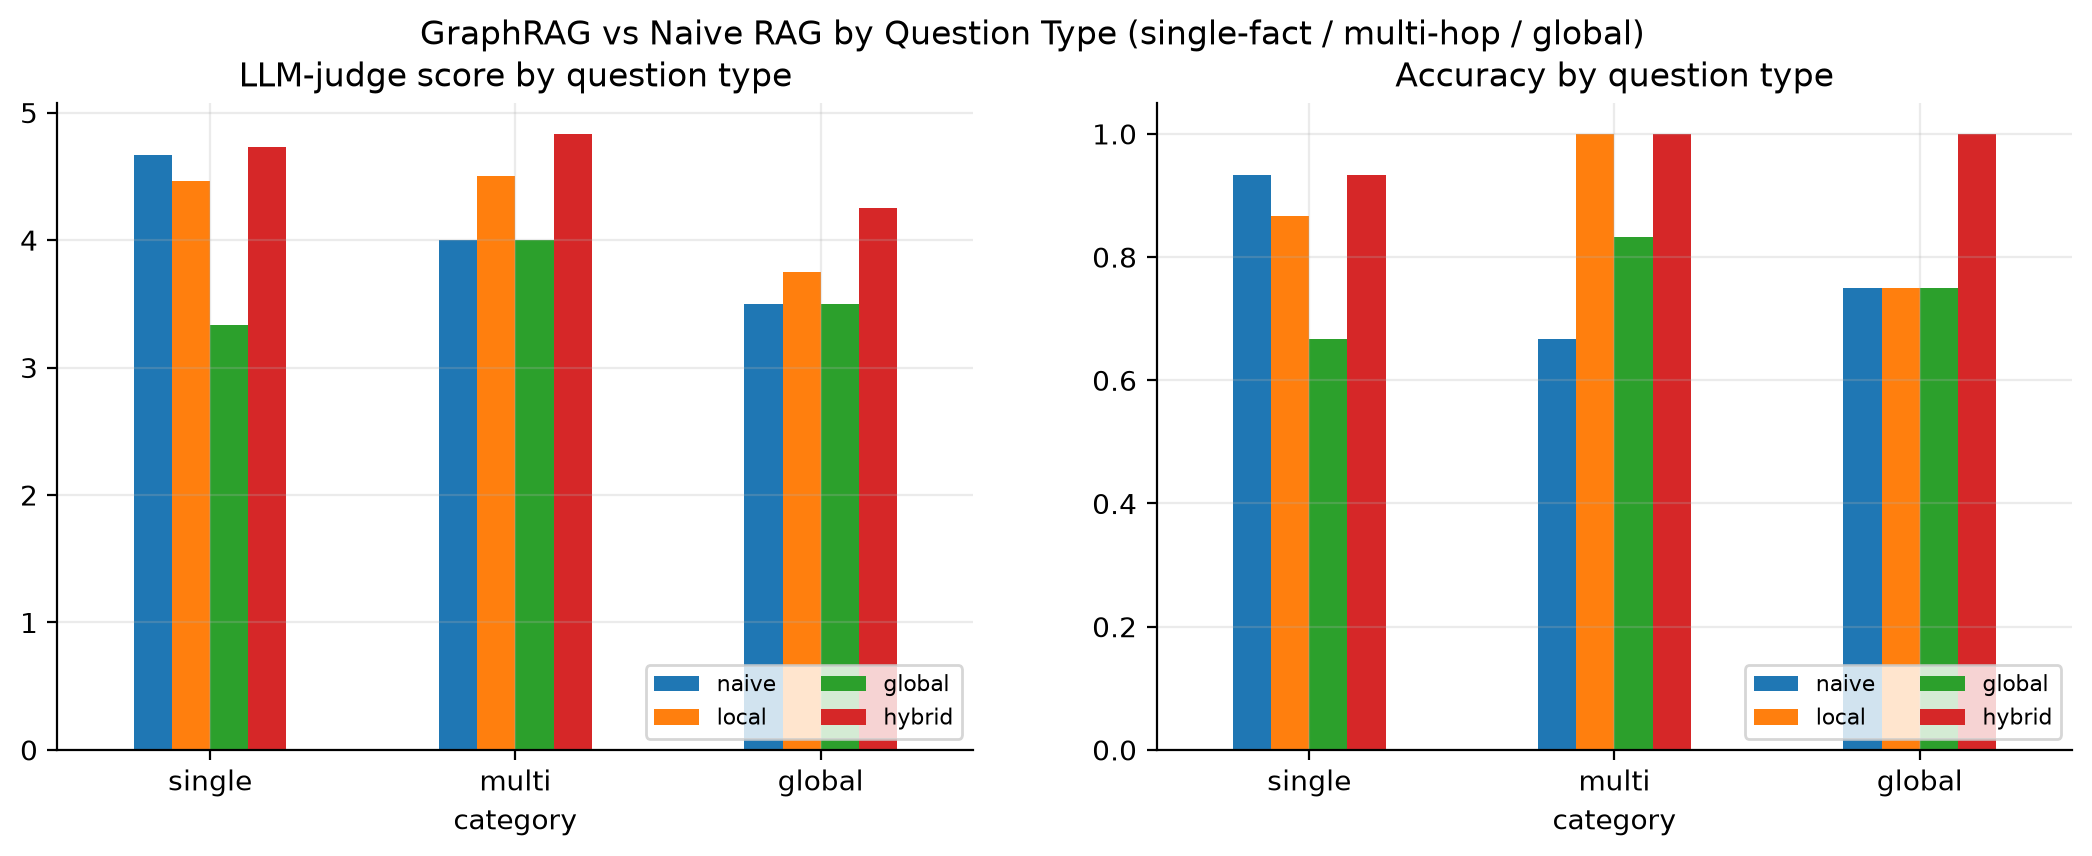 GraphRAG vs Naive RAG by Question Type (single-fact / multi-hop / global)
LLM-judge score by question type
5
4
3
2
1
0
naive global
local hybrid
single multi global
category
Accuracy by question type
1.0
0.8
0.6
0.4
0.2
0.0
naive global
local hybrid
single multi global
category